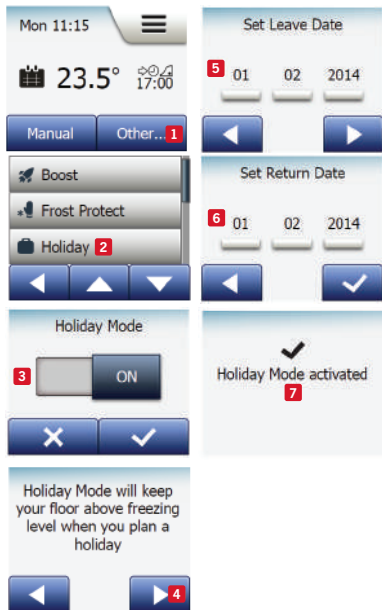 Mon 11:15
23.5°
17:00
Manual
Other... 1
Boost
Frost Protect
Holiday 2
Holiday Mode
3 ON
Holiday Mode will keep
your floor above freezing
level when you plan a
holiday
4
Set Leave Date
5 01 02 2014
Set Return Date
6 01 02 2014
Holiday Mode activated
7